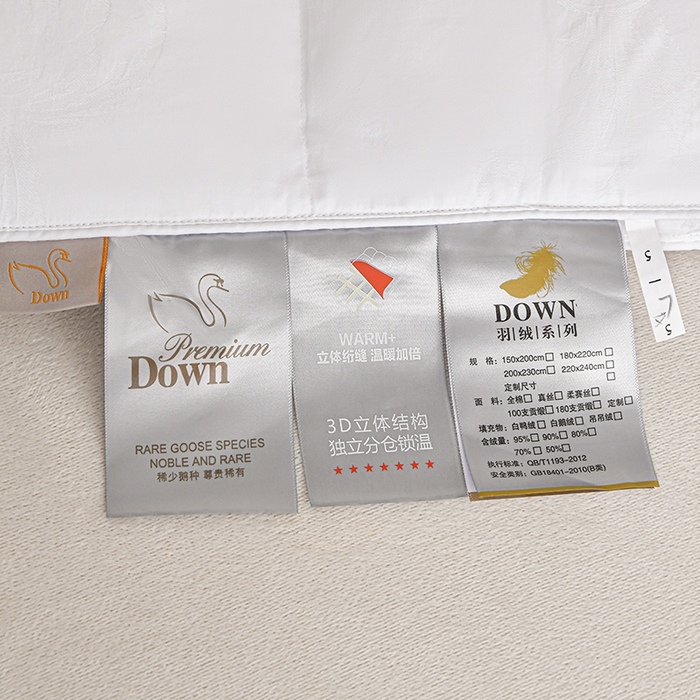 Down
Premium
Down
RARE GOOSE SPECIES
NOBLE AND RARE
稀少鹅种 尊贵稀有
WARM+
立体绗缝 温暖加倍
3D立体结构
独立分仓锁温
★★★★★★★
DOWN
羽|绒|系|列
规 格: 150x200cm□ 180x220cm□
200x230cm□ 220x240cm□
定制尺寸 □
面 料: 全棉□ 真丝□ 柔赛丝□
100支贡缎□ 180支贡缎□ 定制□
填充物: 白鸭绒□ 白鹅绒□ 吊吊绒□
含绒量: 95%□ 90%□ 80%□
70%□ 50%□
执行标准: QB/T1193-2012
安全类别: GB18401-2010(B类)
5
1
5